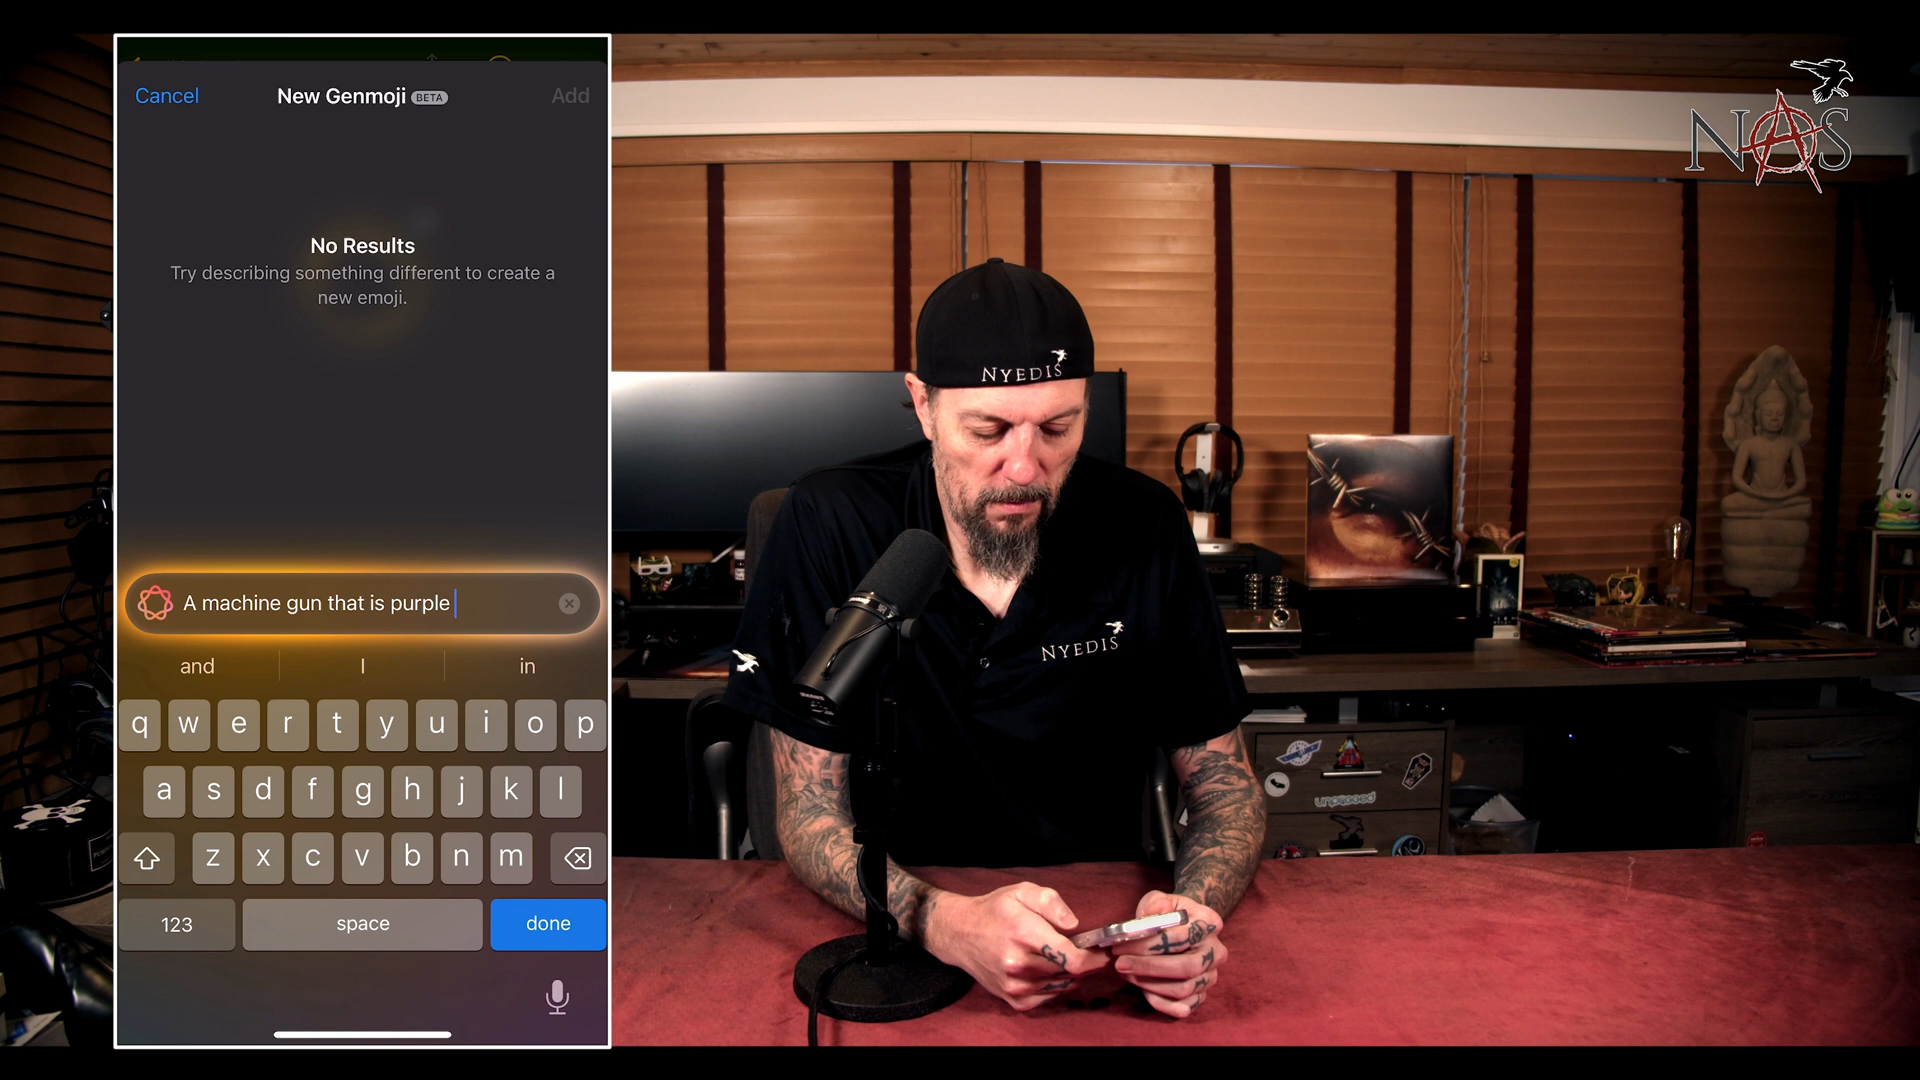 Cancel
New Genmoji BETA
Add
No Results
Try describing something different to create a
new emoji.
A machine gun that is purple
and
I
in
q w e r t y u i o p
a s d f g h j k l
z x c v b n m
123
space
done
NAS
NYEDIS
NYEDIS